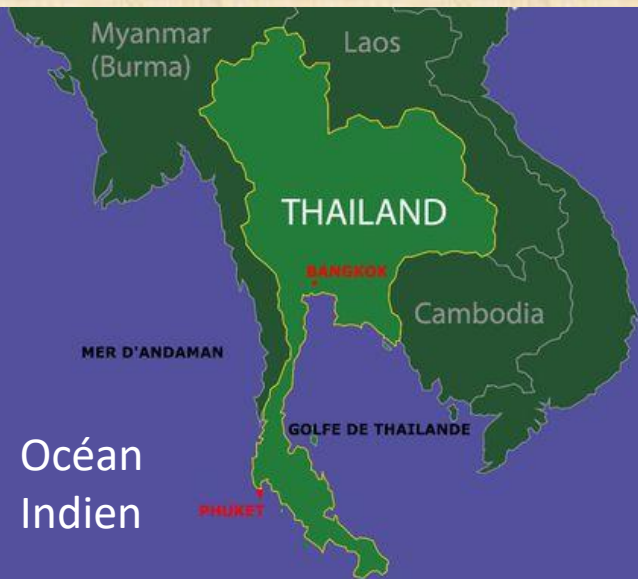 Myanmar
(Burma)
Laos
THAILAND
BANGKOK
Cambodia
MER D'ANDAMAN
GOLFE DE THAILANDE
Océan
Indien
PHUKET